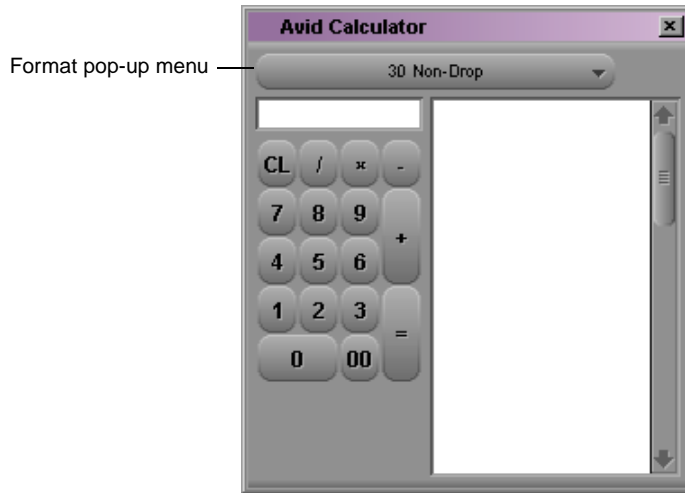 Avid Calculator
Format pop-up menu
30 Non-Drop
CL / × -
7 8 9 +
4 5 6
1 2 3 =
0 00